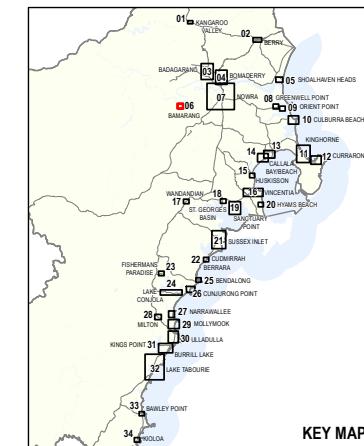 01
KANGAROO
VALLEY
02
BERRY
BADAGARANG
03
04
BOMADERRY
05
SHOALHAVEN HEADS
07
NOWRA
06
BAMARANG
08
GREENWELL POINT
09
ORIENT POINT
10
CULBURRA BEACH
KINGHORNE
11
12
CURRARONG
13
14
CALLALA
BAY/BEACH
15
HUSKISSON
16
VINCENTIA
WANDANDIAN
17
18
ST. GEORGES
BASIN
19
20
HYAMS BEACH
SANCTUARY
POINT
21
SUSSEX INLET
22
CUDMIRRAH
BERRARA
FISHERMANS
PARADISE
23
24
LAKE
CONJOLA
25
BENDALONG
26
CUNJURONG POINT
27
NARRAWALLEE
28
MILTON
29
MOLLYMOOK
30
ULLADULLA
KINGS POINT
31
BURRILL LAKE
32
LAKE TABOURIE
33
BAWLEY POINT
34
KIOLOA
KEY MAP